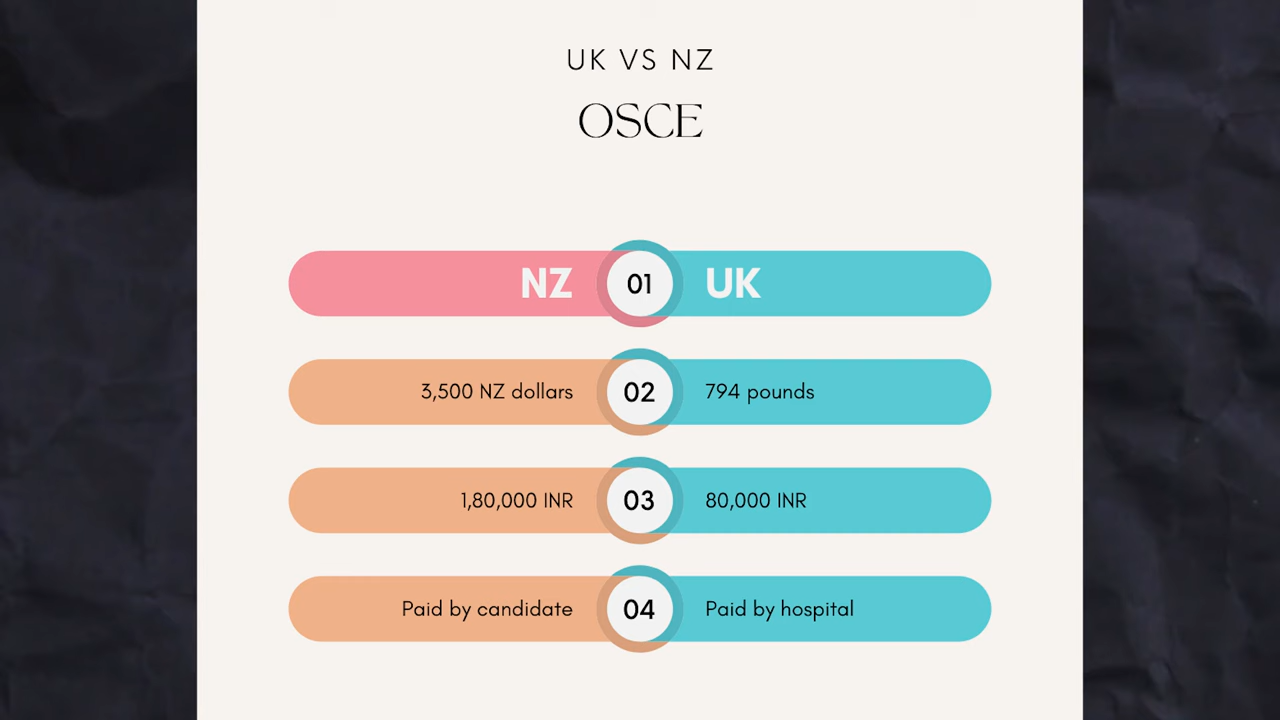 UK VS NZ
OSCE
NZ 01 UK
3,500 NZ dollars 02 794 pounds
1,80,000 INR 03 80,000 INR
Paid by candidate 04 Paid by hospital